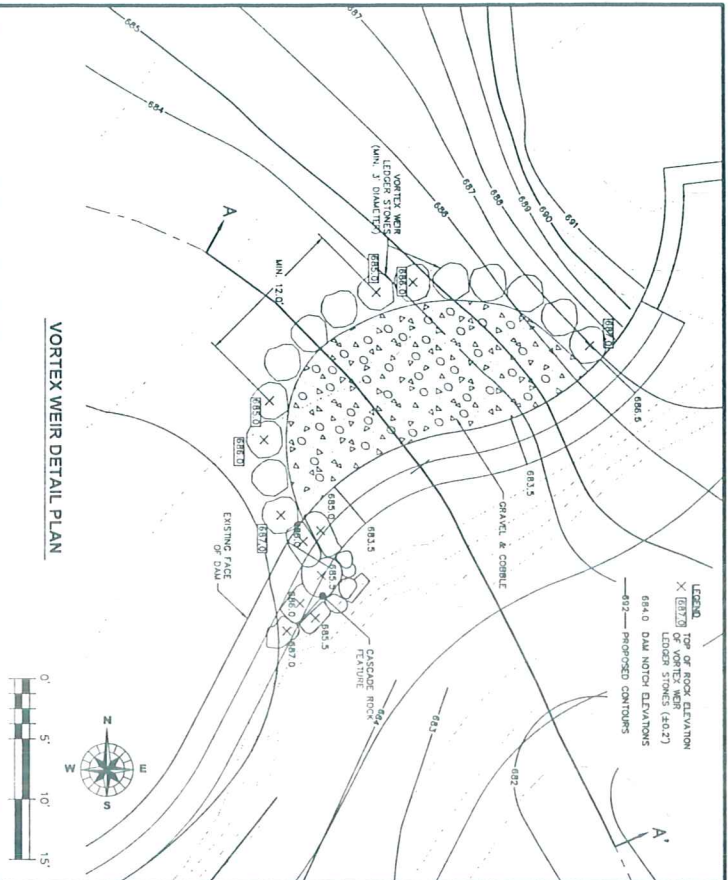 VORTEX WEIR DETAIL PLAN
LEGEND
687.0 TOP OF ROCK ELEVATION
OF VORTEX WEIR
LEDGER STONES (±0.2')
684.0 DAM NOTCH ELEVATIONS
692 PROPOSED CONTOURS
VORTEX WEIR
LEDGER STONES
(MIN. 3' DIAMETER)
GRAVEL & COBBLE
CASCADE ROCK
FEATURE
EXISTING FACE
OF DAM
MIN. 12.0'
A
A'
685
684
687
687
686
688
689
690
691
685.0
686.0
687.0
686.5
683.5
685.0
686.0
687.0
685.0
683.5
685.5
686.0
685.5
687.0
684
683
682
N
W
E
S
0'
5'
10'
15'